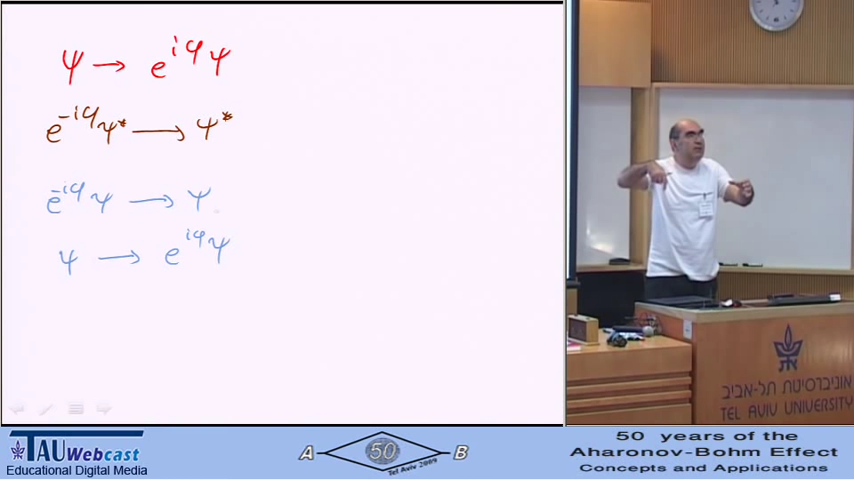 ψ → e^{iφ} ψ
e^{-iφ} ψ* → ψ*
e^{-iφ} ψ → ψ
ψ → e^{iφ} ψ
אוניברסיטת תל-אביב
TEL AVIV UNIVERSITY
TAU Webcast
Educational Digital Media
A 50 B
Tel Aviv 2009
50 years of the
Aharonov-Bohm Effect
Concepts and Applications